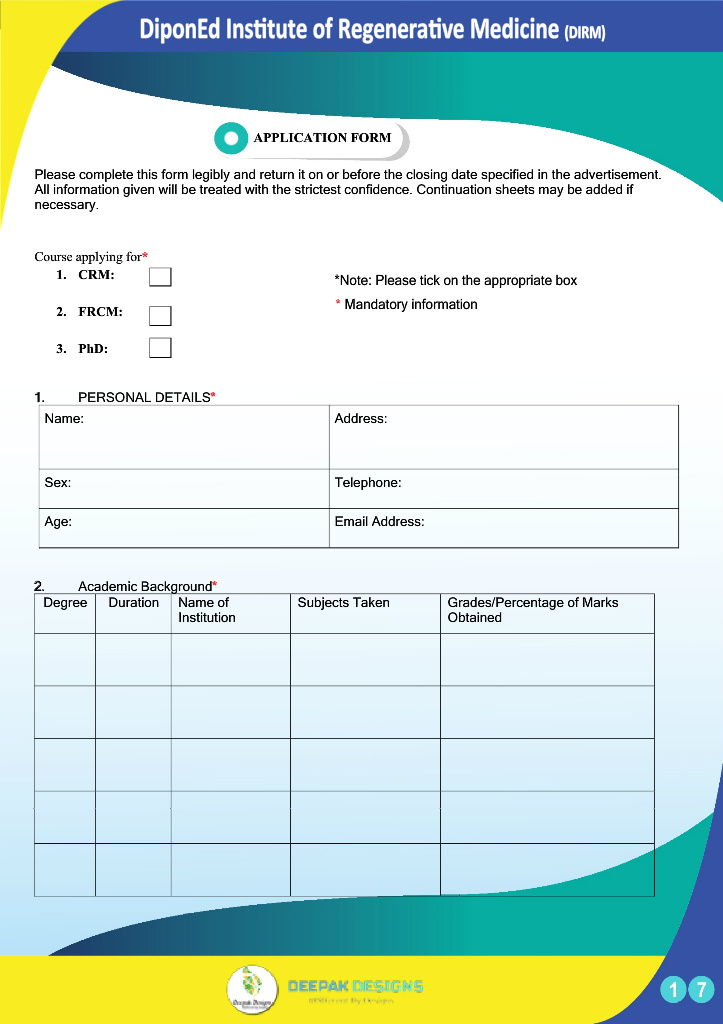 DiponEd Institute of Regenerative Medicine (DIRM)
APPLICATION FORM
Please complete this form legibly and return it on or before the closing date specified in the advertisement.
All information given will be treated with the strictest confidence. Continuation sheets may be added if
necessary.
Course applying for*
1. CRM:
*Note: Please tick on the appropriate box
* Mandatory information
2. FRCM:
3. PhD:
1. PERSONAL DETAILS*
Name:
Address:
Sex:
Telephone:
Age:
Email Address:
2. Academic Background*
Degree
Duration
Name of
Institution
Subjects Taken
Grades/Percentage of Marks
Obtained
DEEPAK DESIGNS
Deepak Designs
1 7